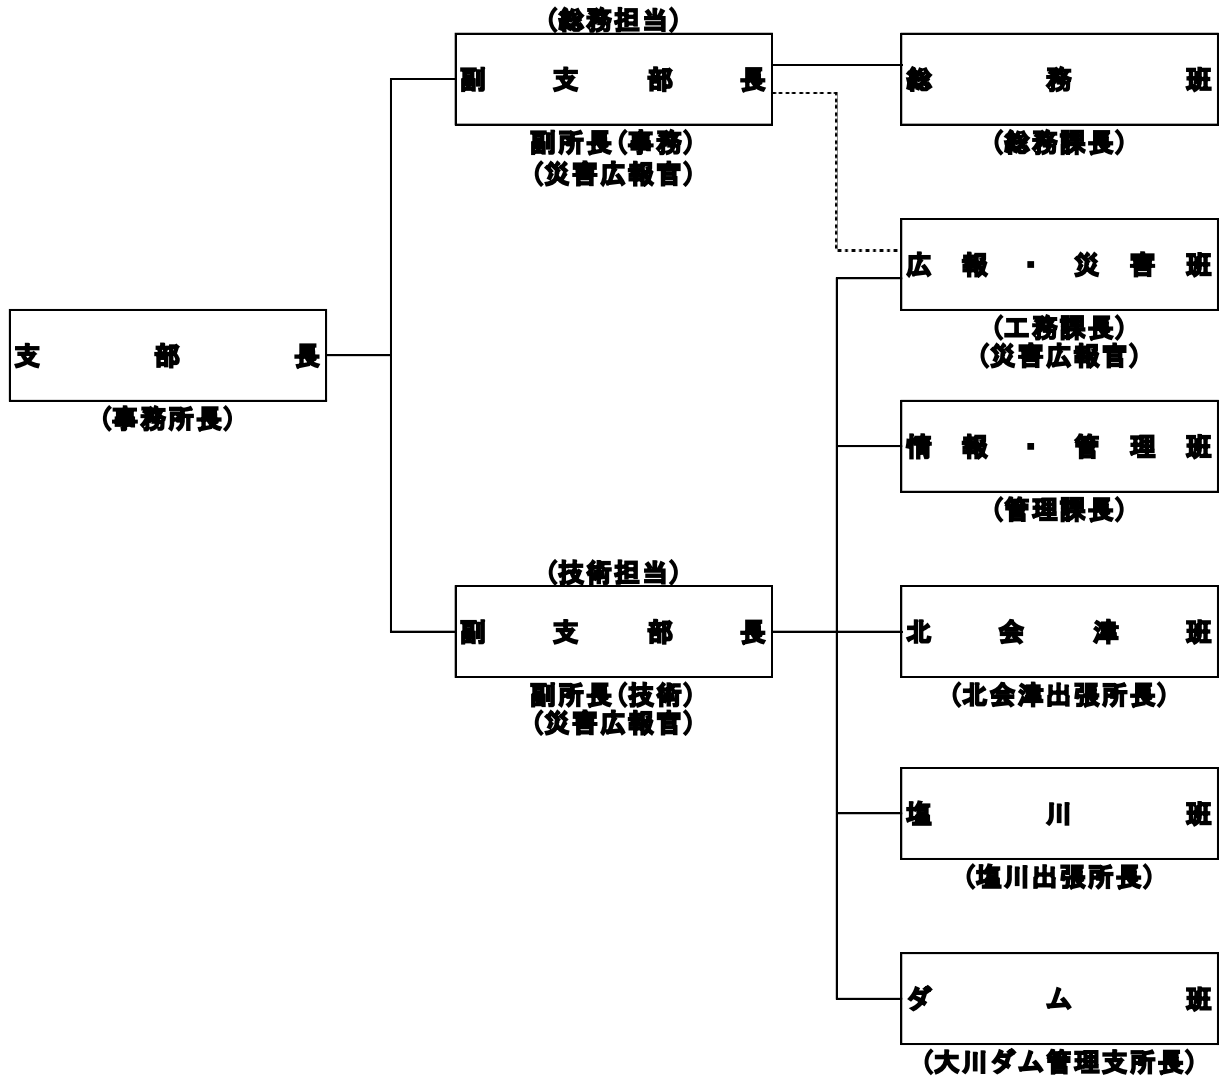 支部長
(事務所長)
(総務担当)
副支部長
副所長(事務)
(災害広報官)
(技術担当)
副支部長
副所長(技術)
(災害広報官)
総務班
(総務課長)
広報・災害班
(工務課長)
(災害広報官)
情報・管理班
(管理課長)
北会津班
(北会津出張所長)
塩川班
(塩川出張所長)
ダム班
(大川ダム管理支所長)